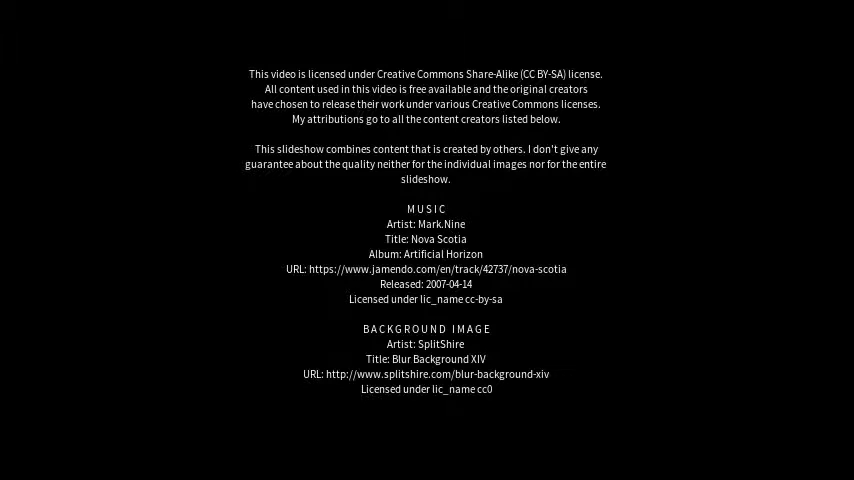 This video is licensed under Creative Commons Share-Alike (CC BY-SA) license.
All content used in this video is free available and the original creators
have chosen to release their work under various Creative Commons licenses.
My attributions go to all the content creators listed below.
This slideshow combines content that is created by others. I don't give any
guarantee about the quality neither for the individual images nor for the entire
slideshow.
MUSIC
Artist: Mark.Nine
Title: Nova Scotia
Album: Artificial Horizon
URL: https://www.jamendo.com/en/track/42737/nova-scotia
Released: 2007-04-14
Licensed under lic_name cc-by-sa
BACKGROUND IMAGE
Artist: SplitShire
Title: Blur Background XIV
URL: http://www.splitshire.com/blur-background-xiv
Licensed under lic_name cc0